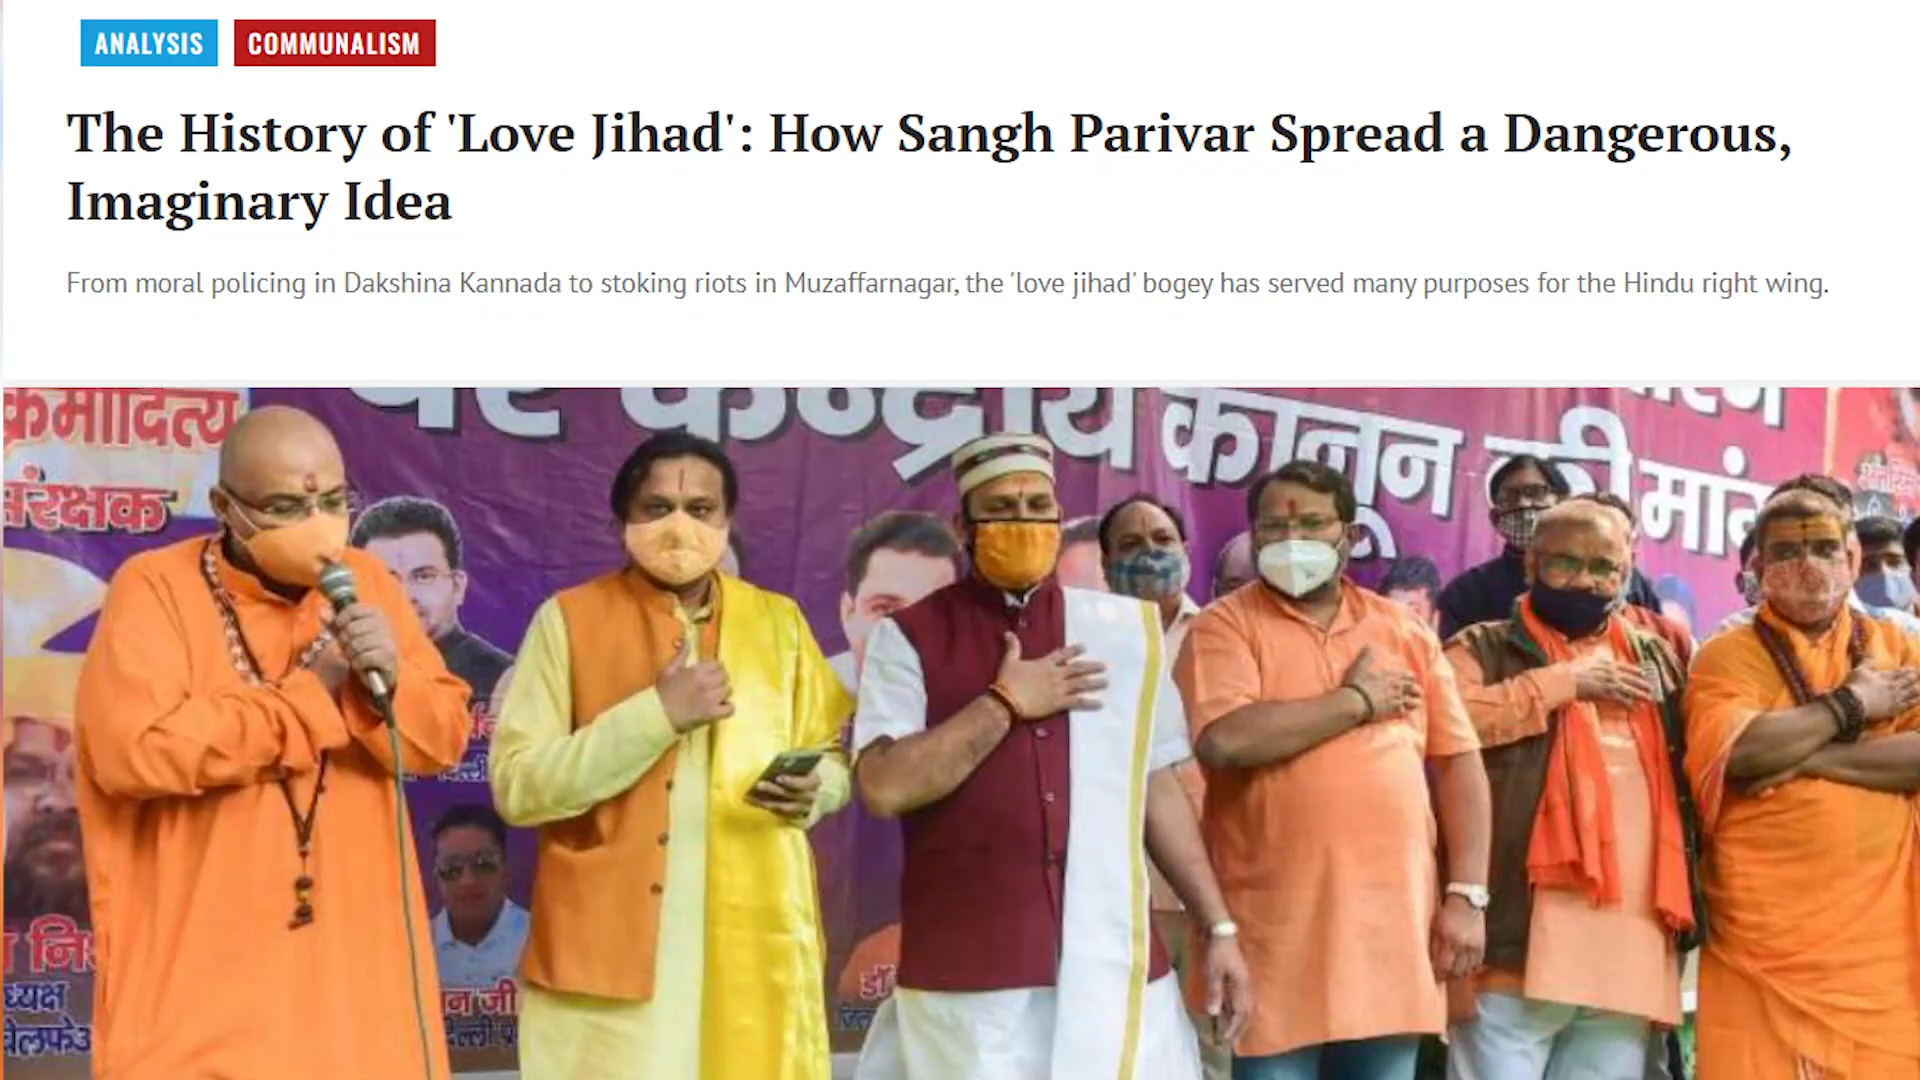 ANALYSIS COMMUNALISM
The History of 'Love Jihad': How Sangh Parivar Spread a Dangerous,
Imaginary Idea
From moral policing in Dakshina Kannada to stoking riots in Muzaffarnagar, the 'love jihad' bogey has served many purposes for the Hindu right wing.
पर केन्द्रीय कानून की मांग
संरक्षक